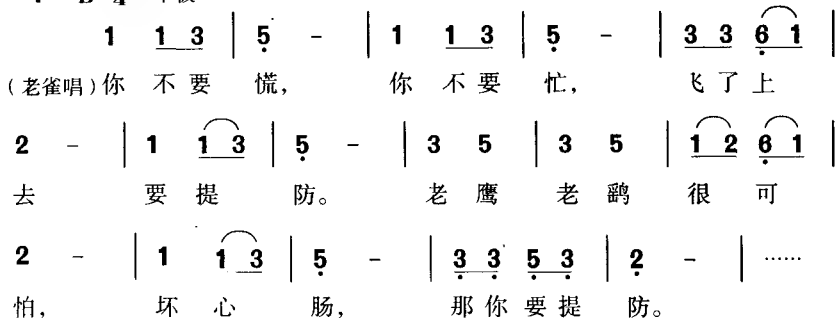 1 1 3 | 5 - | 1 1 3 | 5 - | 3 3 6 1 |
(老雀唱)你 不 要 慌, 你 不 要 忙, 飞 了 上
2 - | 1 1 3 | 5 - | 3 5 | 3 5 | 1 2 6 1 |
去 要 提 防。 老 鹰 老 鹞 很 可
2 - | 1 1 3 | 5 - | 3 3 5 3 | 2 - | ……
怕, 坏 心 肠, 那 你 要 提 防。